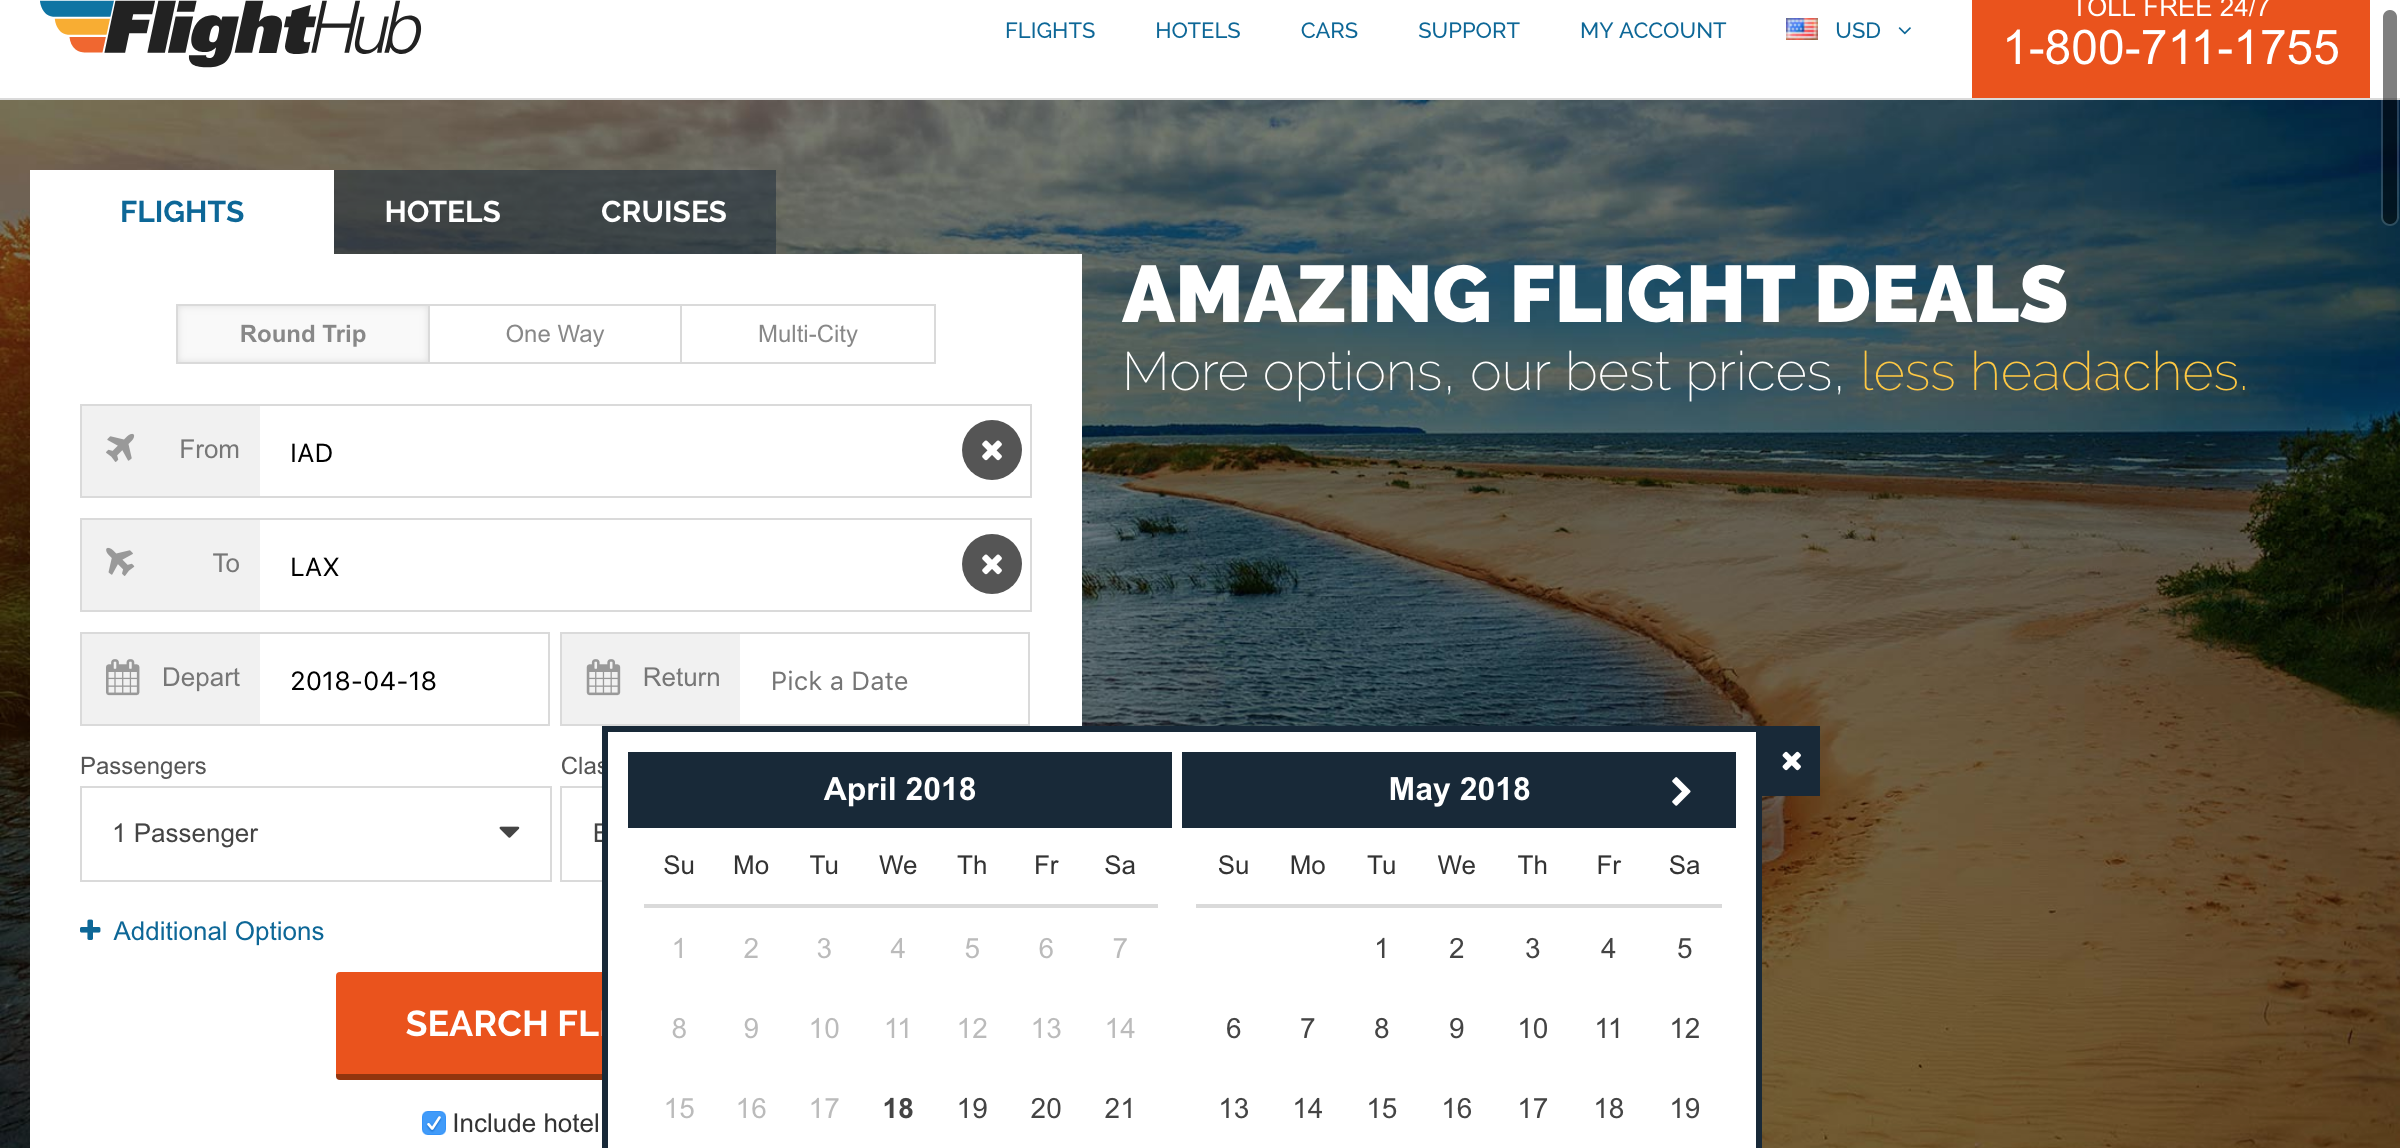 FlightHub
FLIGHTS HOTELS CARS SUPPORT MY ACCOUNT USD
TOLL FREE 24/7
1-800-711-1755
FLIGHTS HOTELS CRUISES
AMAZING FLIGHT DEALS
More options, our best prices, less headaches.
Round Trip One Way Multi-City
From IAD
To LAX
Depart 2018-04-18 Return Pick a Date
Passengers
1 Passenger
Additional Options
SEARCH
Include hotel
April 2018
Su Mo Tu We Th Fr Sa
1 2 3 4 5 6 7
8 9 10 11 12 13 14
15 16 17 18 19 20 21
May 2018
Su Mo Tu We Th Fr Sa
1 2 3 4 5
6 7 8 9 10 11 12
13 14 15 16 17 18 19